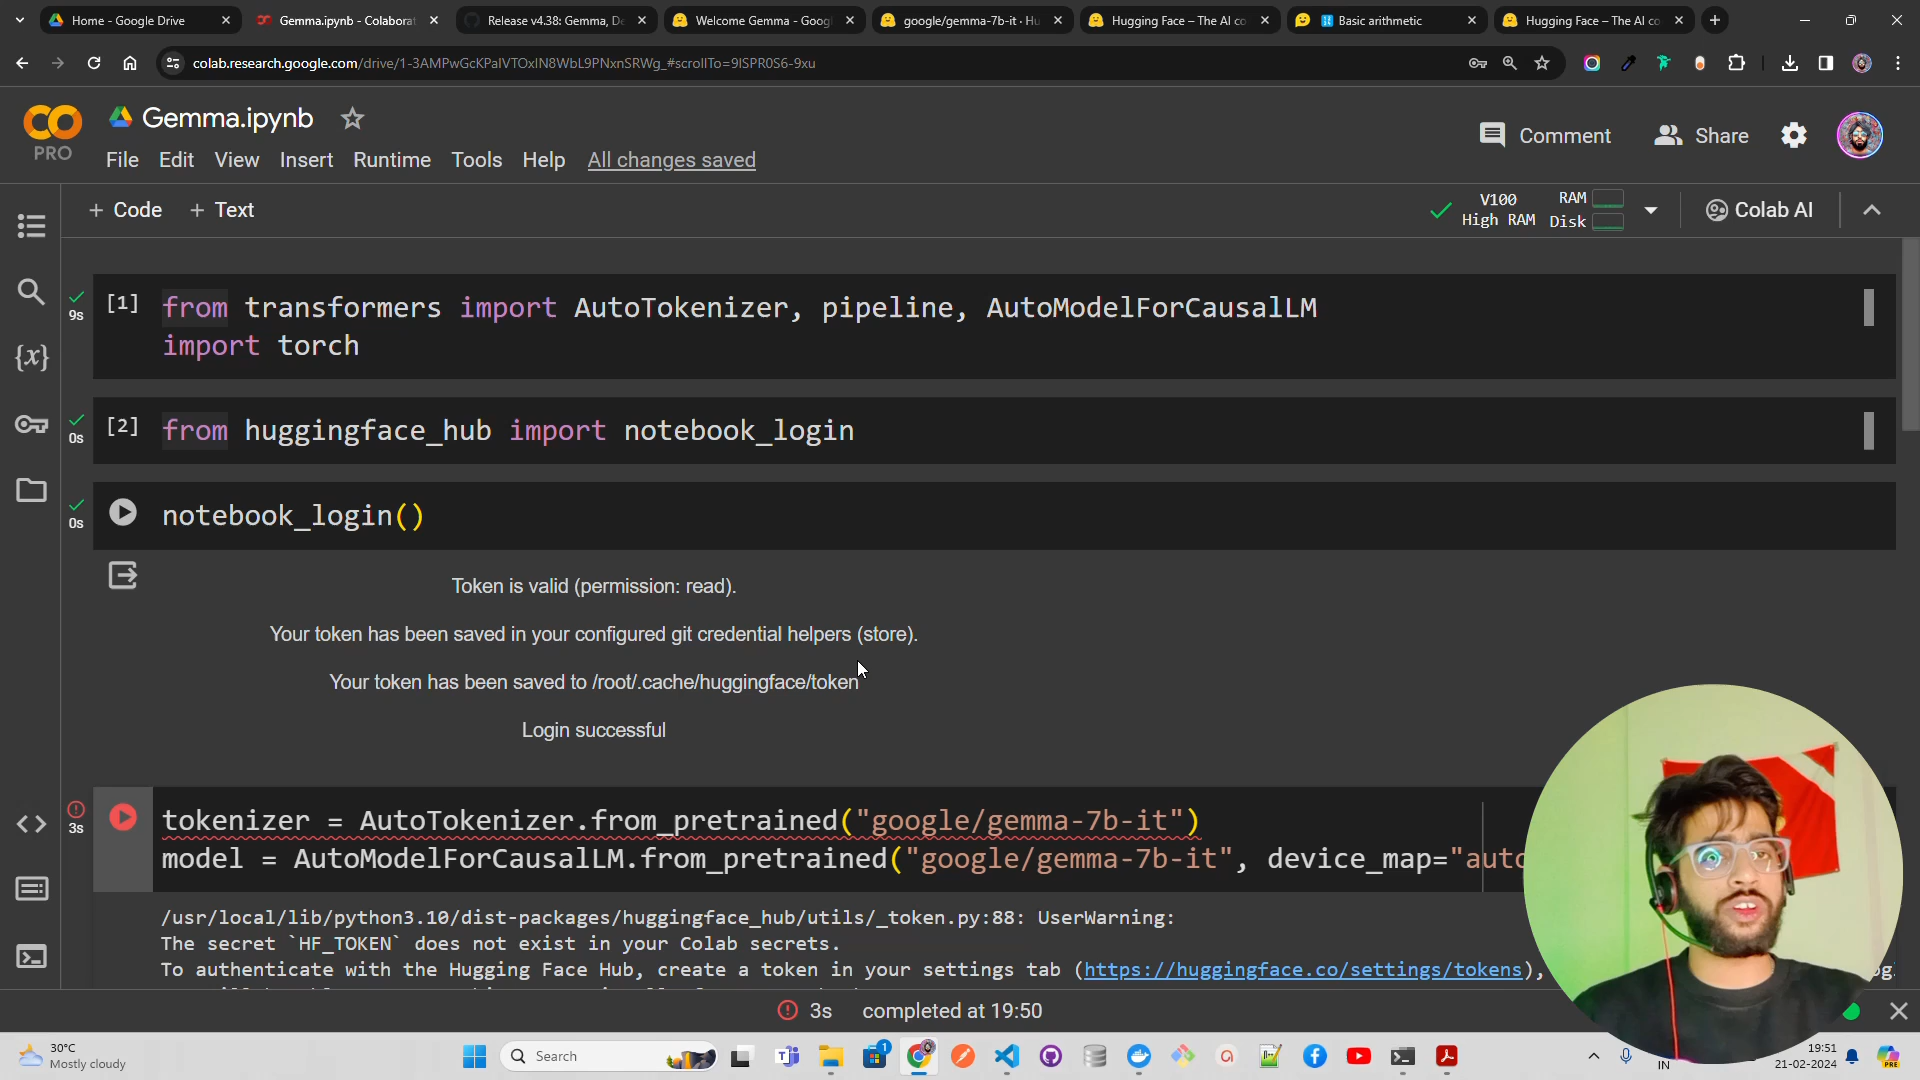 Home - Google Drive
Gemma.ipynb - Colaborat
Release v4.38: Gemma, De
Welcome Gemma - Goog
google/gemma-7b-it · Hu
Hugging Face – The AI co
Basic arithmetic
Hugging Face – The AI co
colab.research.google.com/drive/1-3AMPwGcKPaIVTOxIN8WbL9PNxnSRWg_#scrollTo=9ISPR0S6-9xu
PRO
Gemma.ipynb
File Edit View Insert Runtime Tools Help All changes saved
Comment
Share
+ Code + Text
V100
High RAM
RAM
Disk
Colab AI
9s
[1] from transformers import AutoTokenizer, pipeline, AutoModelForCausalLM
import torch
0s
[2] from huggingface_hub import notebook_login
0s
notebook_login()
Token is valid (permission: read).
Your token has been saved in your configured git credential helpers (store).
Your token has been saved to /root/.cache/huggingface/token
Login successful
3s
tokenizer = AutoTokenizer.from_pretrained("google/gemma-7b-it")
model = AutoModelForCausalLM.from_pretrained("google/gemma-7b-it", device_map="auto
/usr/local/lib/python3.10/dist-packages/huggingface_hub/utils/_token.py:88: UserWarning:
The secret `HF_TOKEN` does not exist in your Colab secrets.
To authenticate with the Hugging Face Hub, create a token in your settings tab (https://huggingface.co/settings/tokens),
3s completed at 19:50
30°C
Mostly cloudy
Search
1
IN
19:51
21-02-2024
PRE